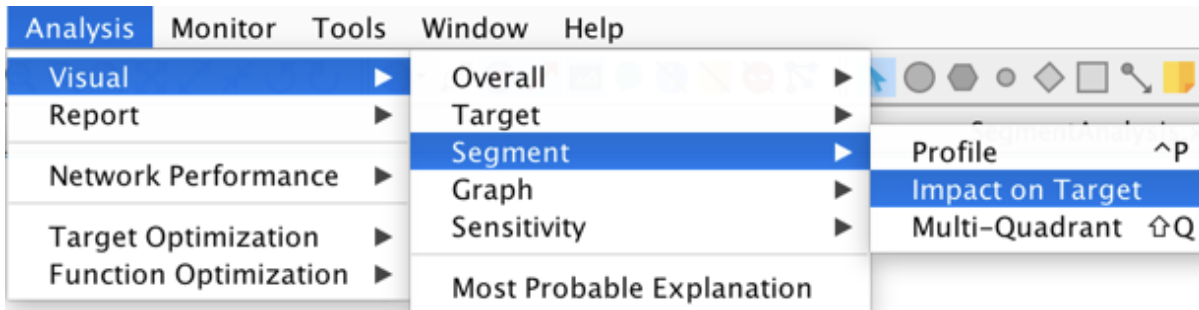 Analysis Monitor Tools Window Help
Visual
Report
Network Performance
Target Optimization
Function Optimization
Overall
Target
Segment
Graph
Sensitivity
Most Probable Explanation
SegmentAnalysis
Profile ^P
Impact on Target
Multi-Quadrant ⇧Q